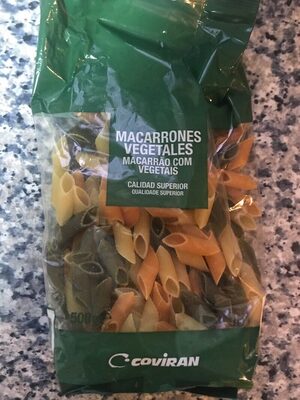 MACARRONES
VEGETALES
MACARRÃO COM
VEGETAIS
CALIDAD SUPERIOR
QUALIDADE SUPERIOR
COVIRAN